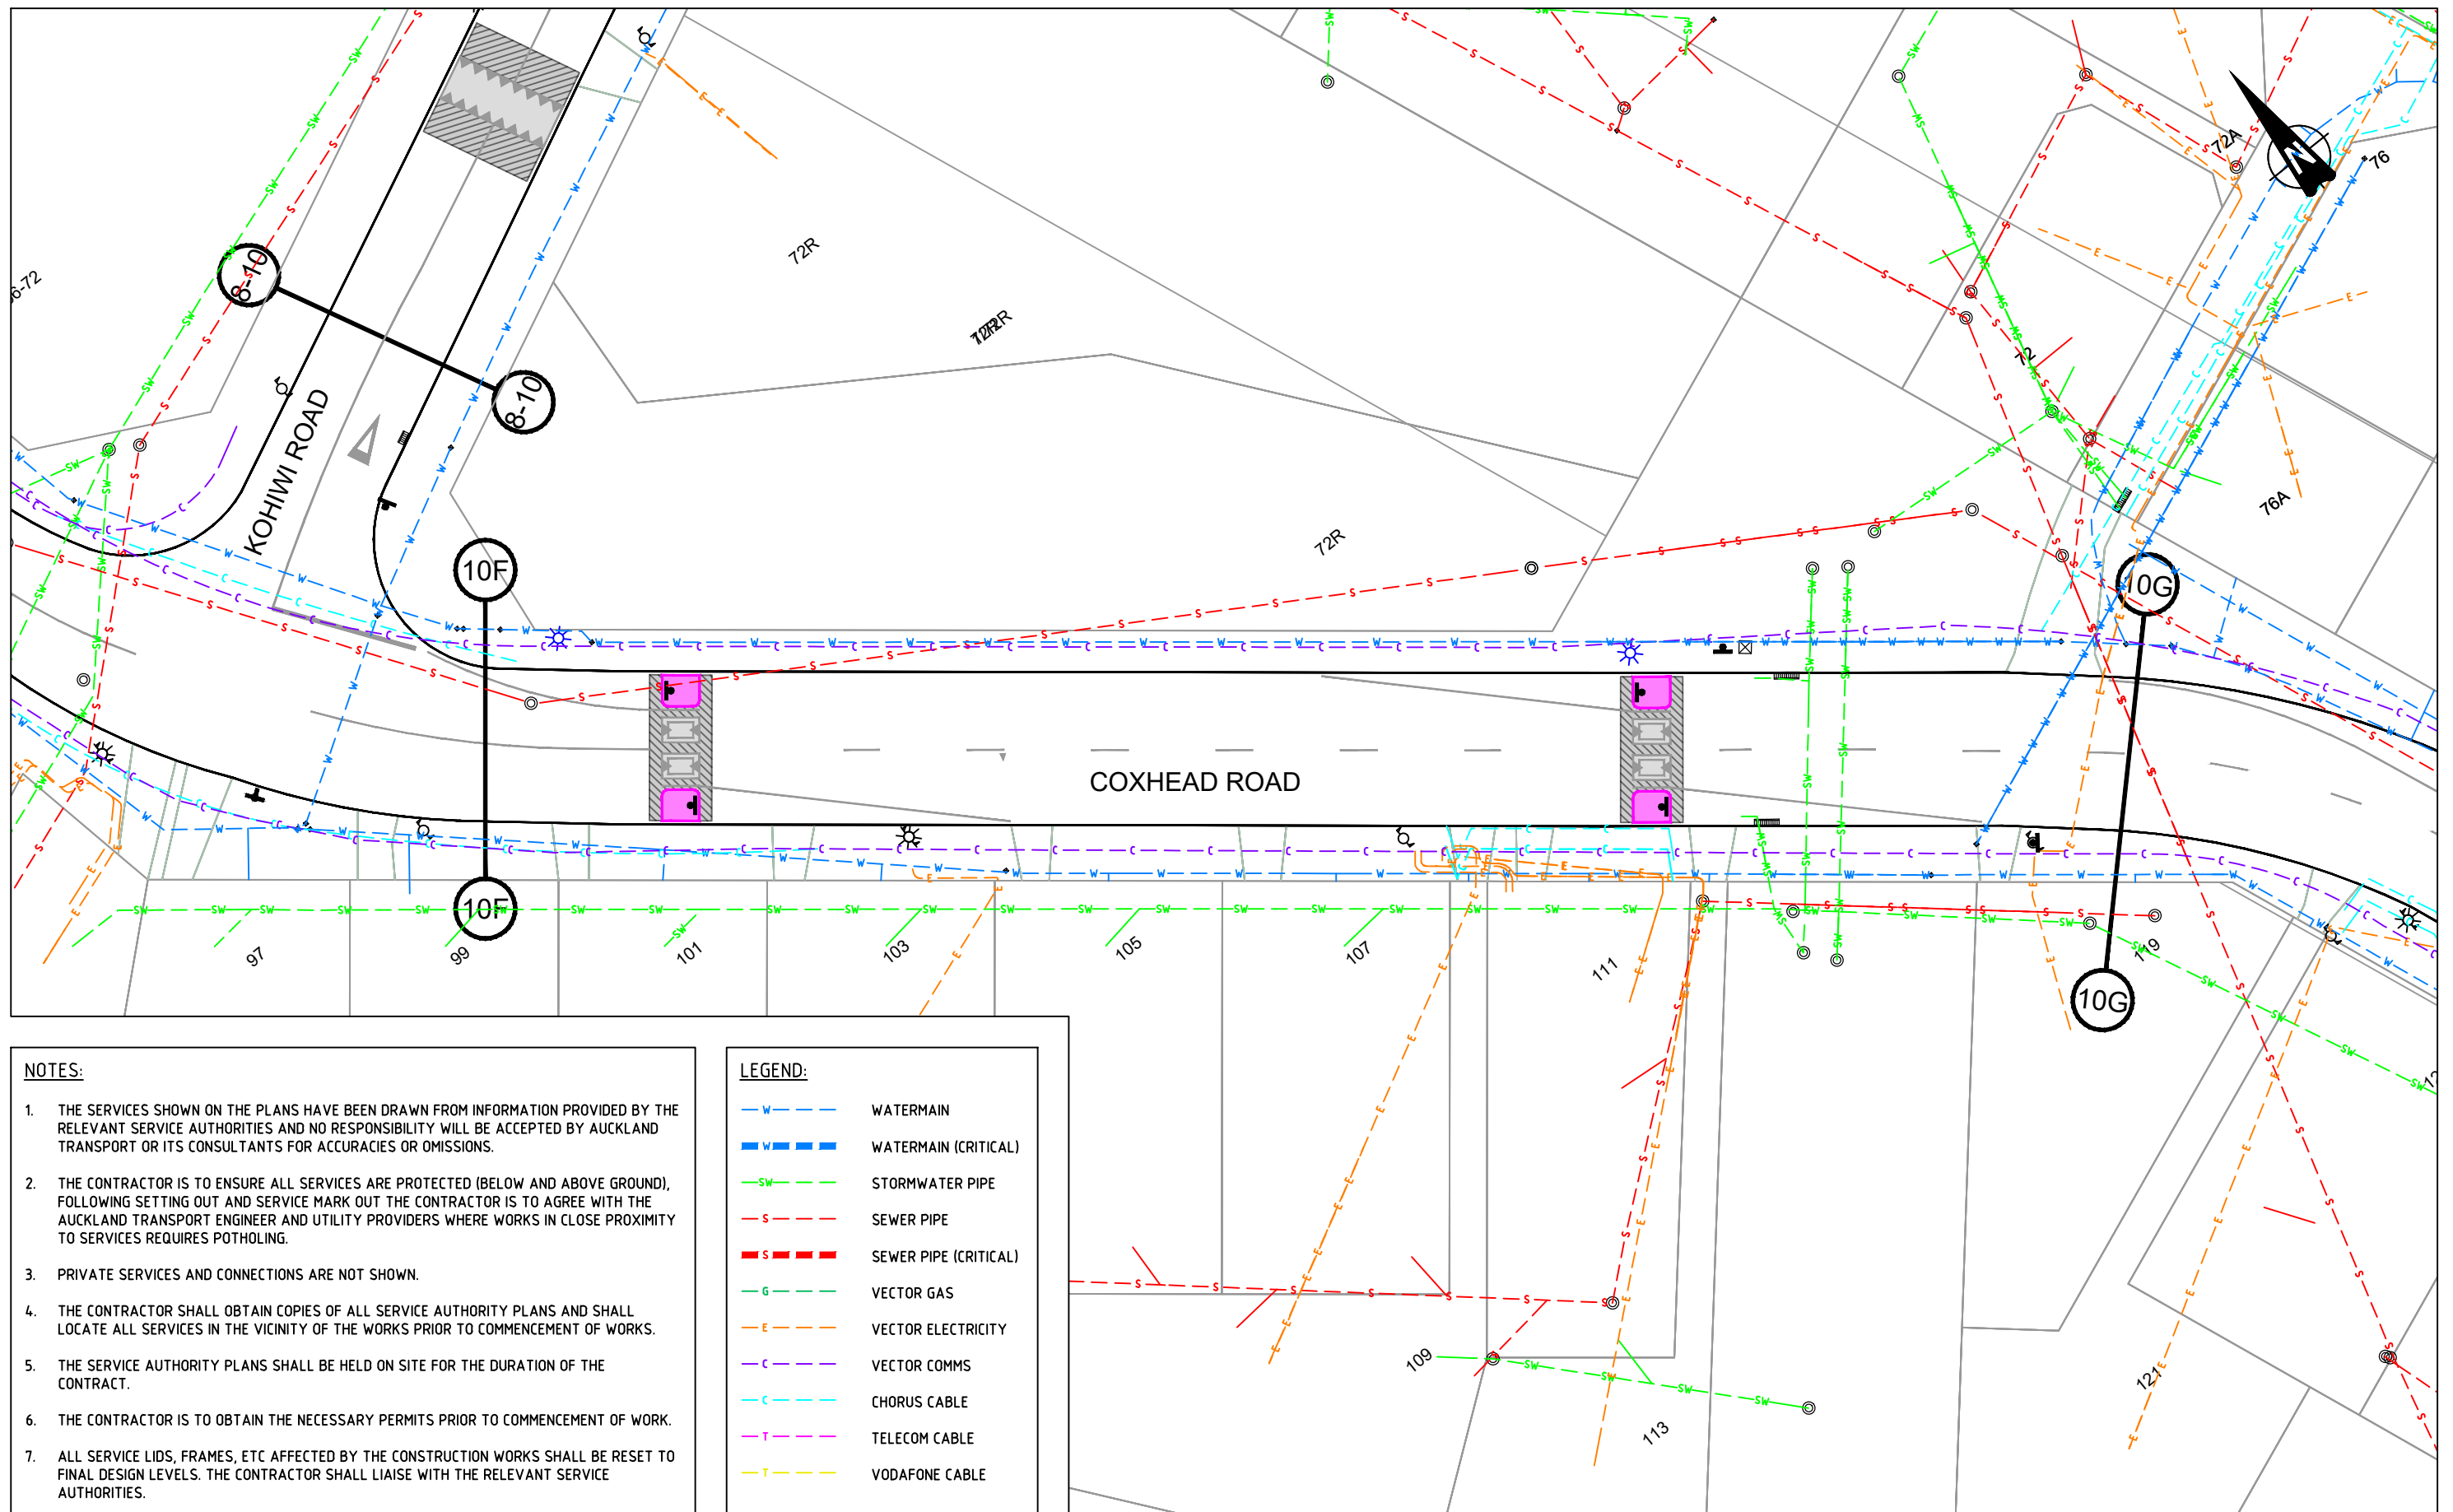 72A
76
8-10
72R
72R
72
8-10
KOHIWI ROAD
72R
76A
10F
0G
COXHEAD ROAD
10F
97
99
101
103
105
107
111
119
10G
109
113
121
NOTES:
1. THE SERVICES SHOWN ON THE PLANS HAVE BEEN DRAWN FROM INFORMATION PROVIDED BY THE
RELEVANT SERVICE AUTHORITIES AND NO RESPONSIBILITY WILL BE ACCEPTED BY AUCKLAND
TRANSPORT OR ITS CONSULTANTS FOR ACCURACIES OR OMISSIONS.
2. THE CONTRACTOR IS TO ENSURE ALL SERVICES ARE PROTECTED (BELOW AND ABOVE GROUND),
FOLLOWING SETTING OUT AND SERVICE MARK OUT THE CONTRACTOR IS TO AGREE WITH THE
AUCKLAND TRANSPORT ENGINEER AND UTILITY PROVIDERS WHERE WORKS IN CLOSE PROXIMITY
TO SERVICES REQUIRES POTHOLING.
3. PRIVATE SERVICES AND CONNECTIONS ARE NOT SHOWN.
4. THE CONTRACTOR SHALL OBTAIN COPIES OF ALL SERVICE AUTHORITY PLANS AND SHALL
LOCATE ALL SERVICES IN THE VICINITY OF THE WORKS PRIOR TO COMMENCEMENT OF WORKS.
5. THE SERVICE AUTHORITY PLANS SHALL BE HELD ON SITE FOR THE DURATION OF THE
CONTRACT.
6. THE CONTRACTOR IS TO OBTAIN THE NECESSARY PERMITS PRIOR TO COMMENCEMENT OF WORK.
7. ALL SERVICE LIDS, FRAMES, ETC AFFECTED BY THE CONSTRUCTION WORKS SHALL BE RESET TO
FINAL DESIGN LEVELS. THE CONTRACTOR SHALL LIAISE WITH THE RELEVANT SERVICE
AUTHORITIES.
LEGEND:
W WATERMAIN
W WATERMAIN (CRITICAL)
SW STORMWATER PIPE
S SEWER PIPE
S SEWER PIPE (CRITICAL)
G VECTOR GAS
E VECTOR ELECTRICITY
C VECTOR COMMS
C CHORUS CABLE
T TELECOM CABLE
T VODAFONE CABLE